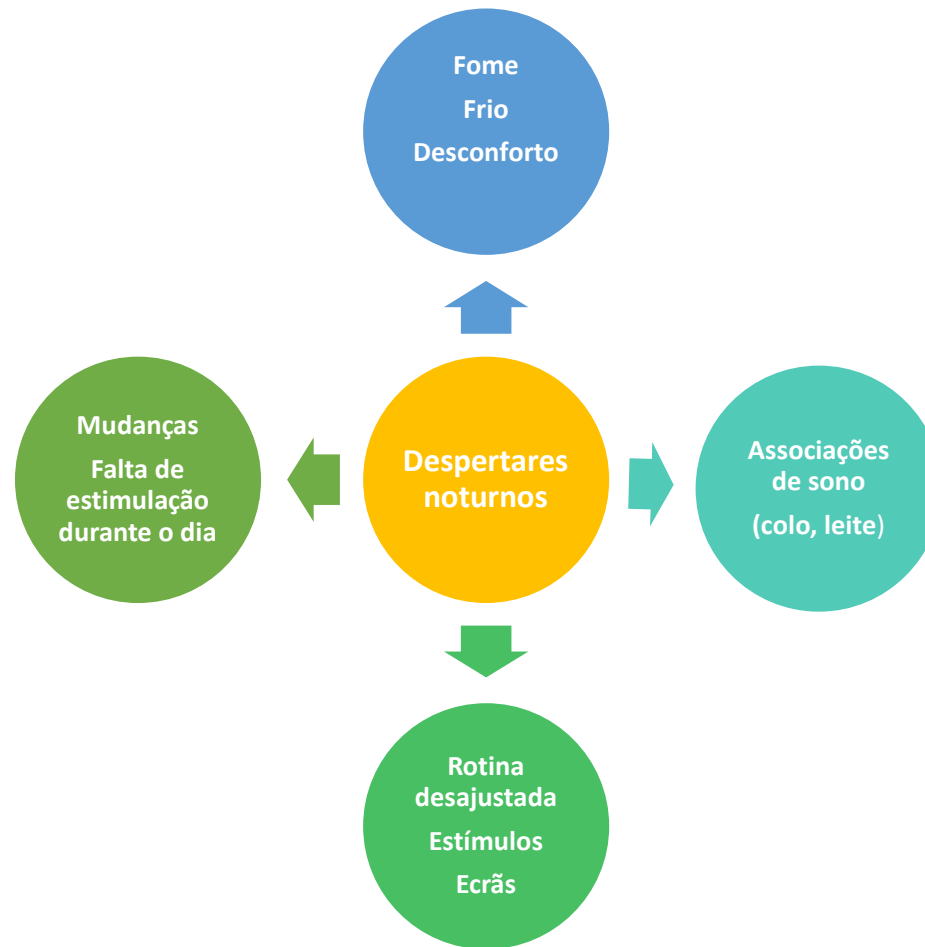 Fome
Frio
Desconforto
Mudanças
Falta de
estimulação
durante o dia
Despertares
noturnos
Associações
de sono
(colo, leite)
Rotina
desajustada
Estímulos
Ecrãs